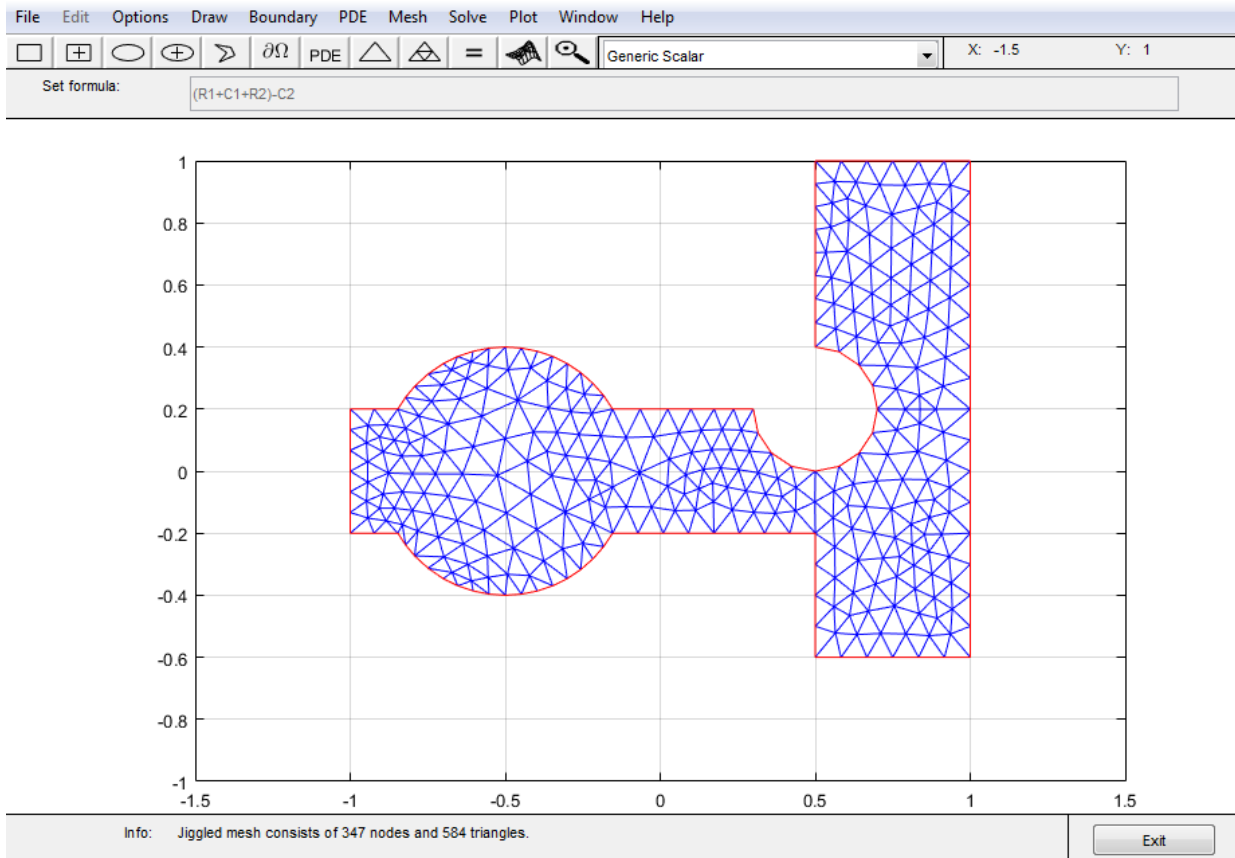 File Edit Options Draw Boundary PDE Mesh Solve Plot Window Help
∂Ω PDE = Generic Scalar X: -1.5 Y: 1
Set formula: (R1+C1+R2)-C2
1
0.8
0.6
0.4
0.2
0
-0.2
-0.4
-0.6
-0.8
-1
-1.5 -1 -0.5 0 0.5 1 1.5
Info: Jiggled mesh consists of 347 nodes and 584 triangles. Exit